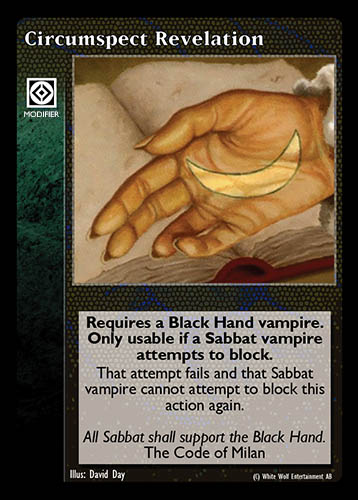 Circumspect Revelation
MODIFIER
Requires a Black Hand vampire.
Only usable if a Sabbat vampire
attempts to block.
That attempt fails and that Sabbat
vampire cannot attempt to block this
action again.
All Sabbat shall support the Black Hand.
The Code of Milan
Illus: David Day
(C) White Wolf Entertainment AB